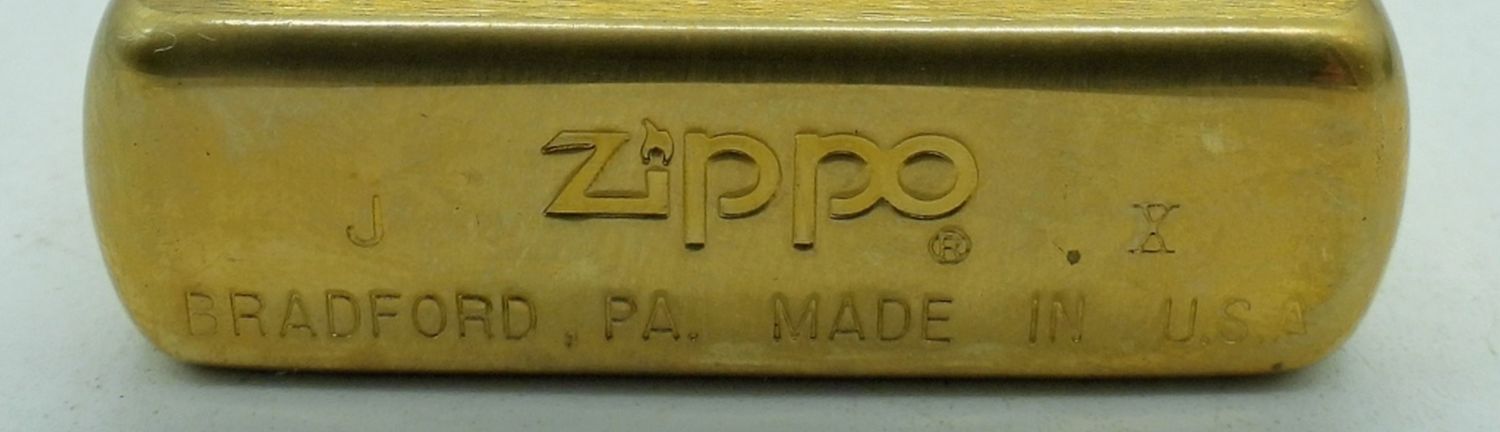 zippo
J ® X
BRADFORD, PA. MADE IN U.S.A